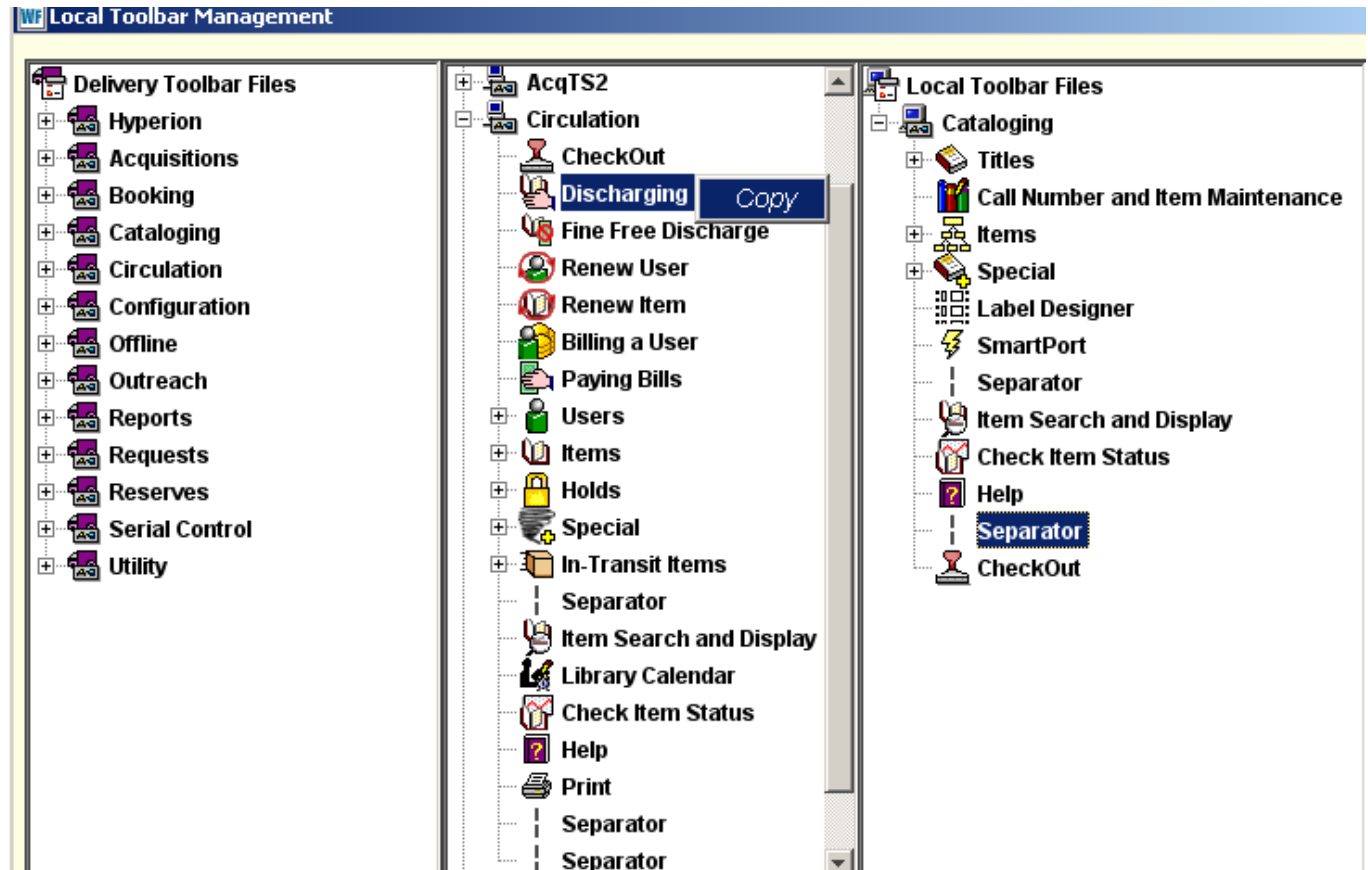 WF Local Toolbar Management
Delivery Toolbar Files
Hyperion
Acquisitions
Booking
Cataloging
Circulation
Configuration
Offline
Outreach
Reports
Requests
Reserves
Serial Control
Utility
AcqTS2
Circulation
CheckOut
Discharging
Copy
Fine Free Discharge
Renew User
Renew Item
Billing a User
Paying Bills
Users
Items
Holds
Special
In-Transit Items
Separator
Item Search and Display
Library Calendar
Check Item Status
Help
Print
Separator
Separator
Local Toolbar Files
Cataloging
Titles
Call Number and Item Maintenance
Items
Special
Label Designer
SmartPort
Separator
Item Search and Display
Check Item Status
Help
Separator
CheckOut